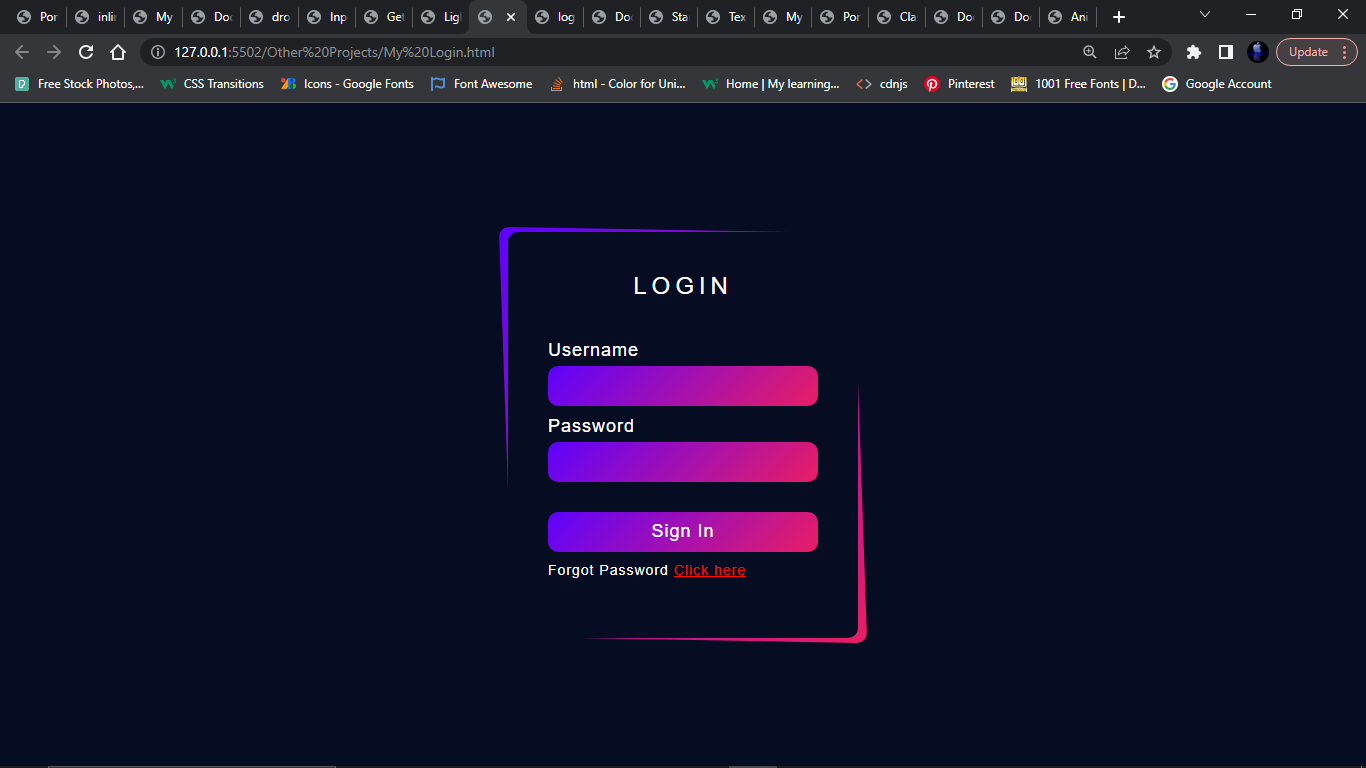 Por inlin My Doc dro Inp Get Ligh log Doc Sta Tex My Por Cla Doc Doc Ani
127.0.0.1:5502/Other%20Projects/My%20Login.html Update
Free Stock Photos,... CSS Transitions Icons - Google Fonts Font Awesome html - Color for Uni... Home | My learning... cdnjs Pinterest 1001 Free Fonts | D... Google Account
LOGIN
Username
Password
Sign In
Forgot Password Click here